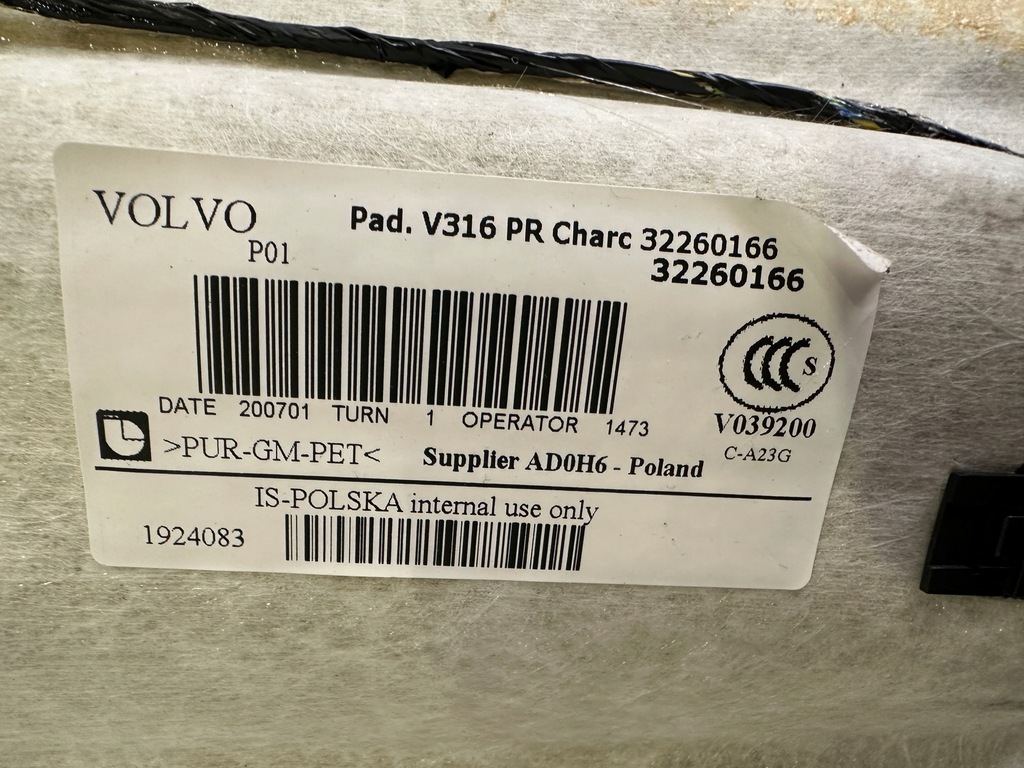 VOLVO
P01
Pad. V316 PR Charc 32260166
32260166
S
DATE 200701 TURN 1 OPERATOR 1473
V039200
C-A23G
>PUR-GM-PET<
Supplier AD0H6 - Poland
IS-POLSKA internal use only
1924083